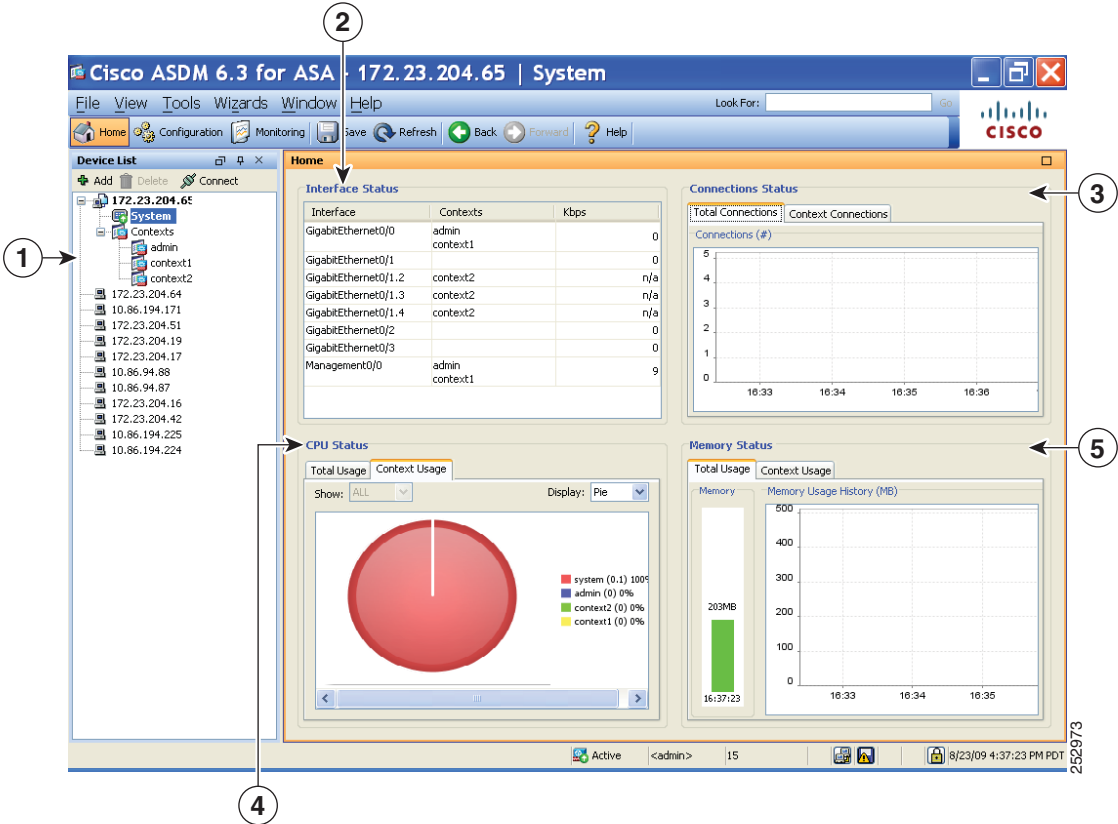 2
Cisco ASDM 6.3 for ASA - 172.23.204.65 | System
File View Tools Wizards Window Help
Look For:
Go
Home Configuration Monitoring Save Refresh Back Forward Help
CISCO
Device List
Add Delete Connect
172.23.204.65
System
Contexts
admin
context1
context2
172.23.204.64
10.86.194.171
172.23.204.51
172.23.204.19
172.23.204.17
10.86.94.88
10.86.94.87
172.23.204.16
172.23.204.42
10.86.194.225
10.86.194.224
1
Home
Interface Status
Interface Contexts Kbps
GigabitEthernet0/0 admin 0
context1
GigabitEthernet0/1 0
GigabitEthernet0/1.2 context2 n/a
GigabitEthernet0/1.3 context2 n/a
GigabitEthernet0/1.4 context2 n/a
GigabitEthernet0/2 0
GigabitEthernet0/3 0
Management0/0 admin 9
context1
Connections Status
3
Total Connections Context Connections
Connections (#)
5
4
3
2
1
0
16:33 16:34 16:35 16:36
CPU Status
Total Usage Context Usage
Show: ALL Display: Pie
system (0.1) 100%
admin (0) 0%
context2 (0) 0%
context1 (0) 0%
Memory Status
5
Total Usage Context Usage
Memory
203MB
16:37:23
Memory Usage History (MB)
500
400
300
200
100
0
16:33 16:34 16:35
Active <admin> 15 8/23/09 4:37:23 PM PDT
252973
4